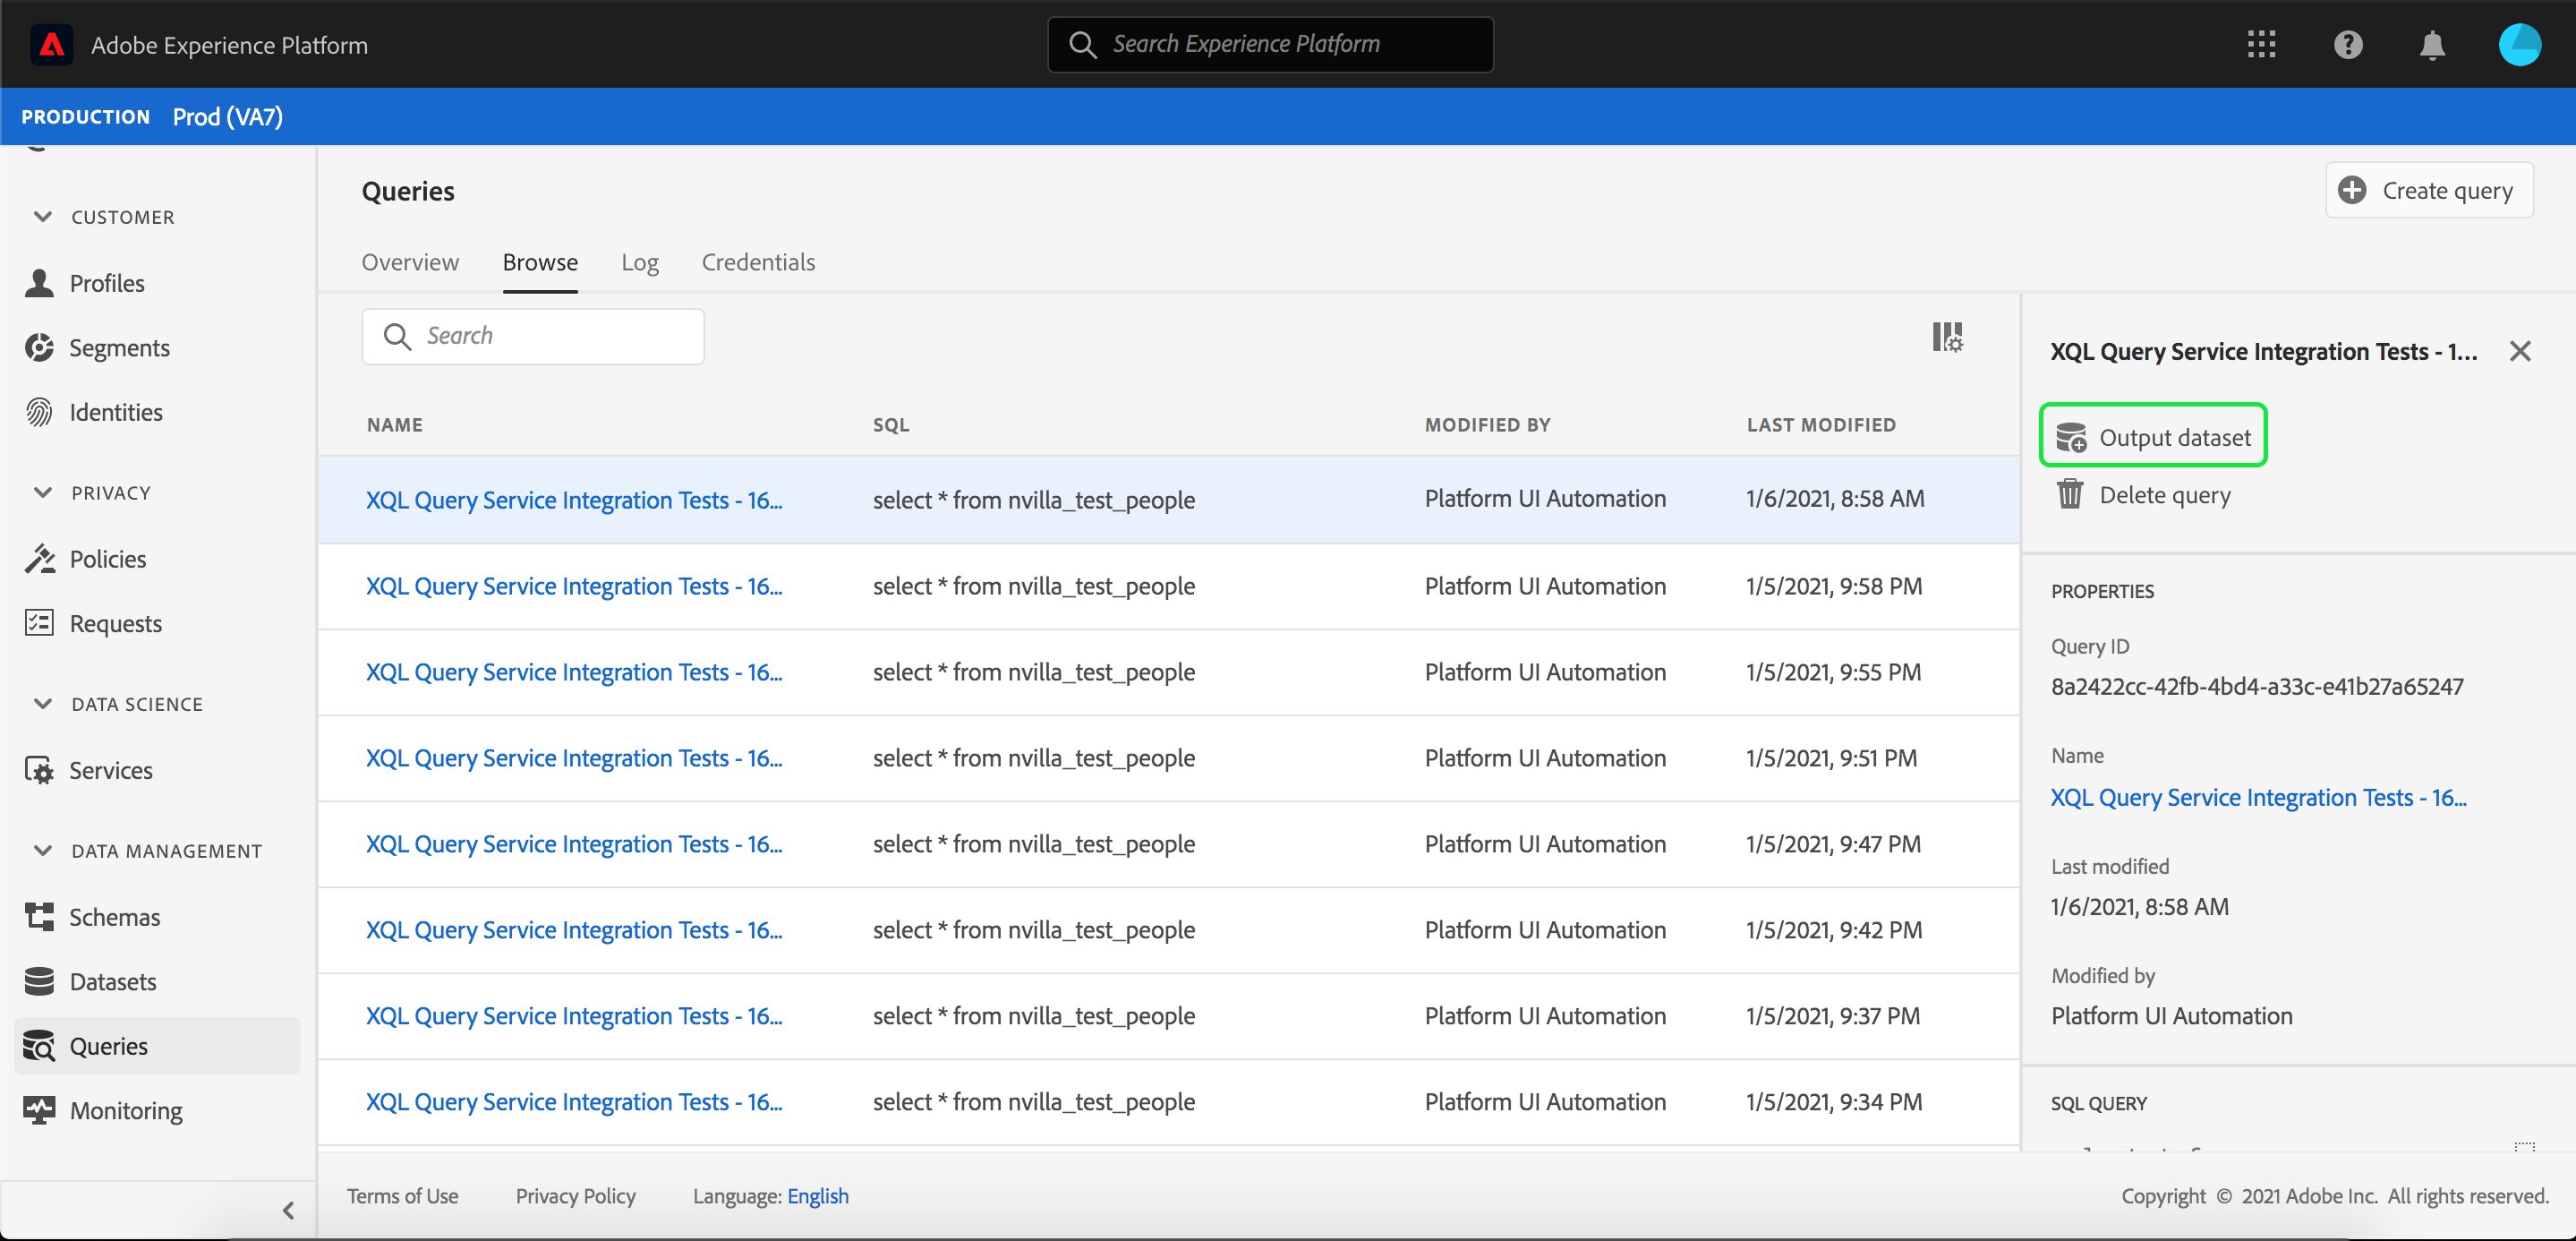 Adobe Experience Platform
Search Experience Platform
PRODUCTION Prod (VA7)
CUSTOMER
Profiles
Segments
Identities
PRIVACY
Policies
Requests
DATA SCIENCE
Services
DATA MANAGEMENT
Schemas
Datasets
Queries
Monitoring
Queries
Create query
Overview Browse Log Credentials
Search
NAME SQL MODIFIED BY LAST MODIFIED
XQL Query Service Integration Tests - 16... select * from nvilla_test_people Platform UI Automation 1/6/2021, 8:58 AM
XQL Query Service Integration Tests - 16... select * from nvilla_test_people Platform UI Automation 1/5/2021, 9:58 PM
XQL Query Service Integration Tests - 16... select * from nvilla_test_people Platform UI Automation 1/5/2021, 9:55 PM
XQL Query Service Integration Tests - 16... select * from nvilla_test_people Platform UI Automation 1/5/2021, 9:51 PM
XQL Query Service Integration Tests - 16... select * from nvilla_test_people Platform UI Automation 1/5/2021, 9:47 PM
XQL Query Service Integration Tests - 16... select * from nvilla_test_people Platform UI Automation 1/5/2021, 9:42 PM
XQL Query Service Integration Tests - 16... select * from nvilla_test_people Platform UI Automation 1/5/2021, 9:37 PM
XQL Query Service Integration Tests - 16... select * from nvilla_test_people Platform UI Automation 1/5/2021, 9:34 PM
XQL Query Service Integration Tests - 1...
Output dataset
Delete query
PROPERTIES
Query ID
8a2422cc-42fb-4bd4-a33c-e41b27a65247
Name
XQL Query Service Integration Tests - 16...
Last modified
1/6/2021, 8:58 AM
Modified by
Platform UI Automation
SQL QUERY
Terms of Use Privacy Policy Language: English
Copyright © 2021 Adobe Inc. All rights reserved.